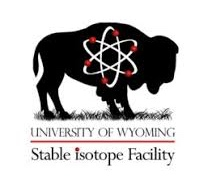 UNIVERSITY OF WYOMING
Stable isotope Facility